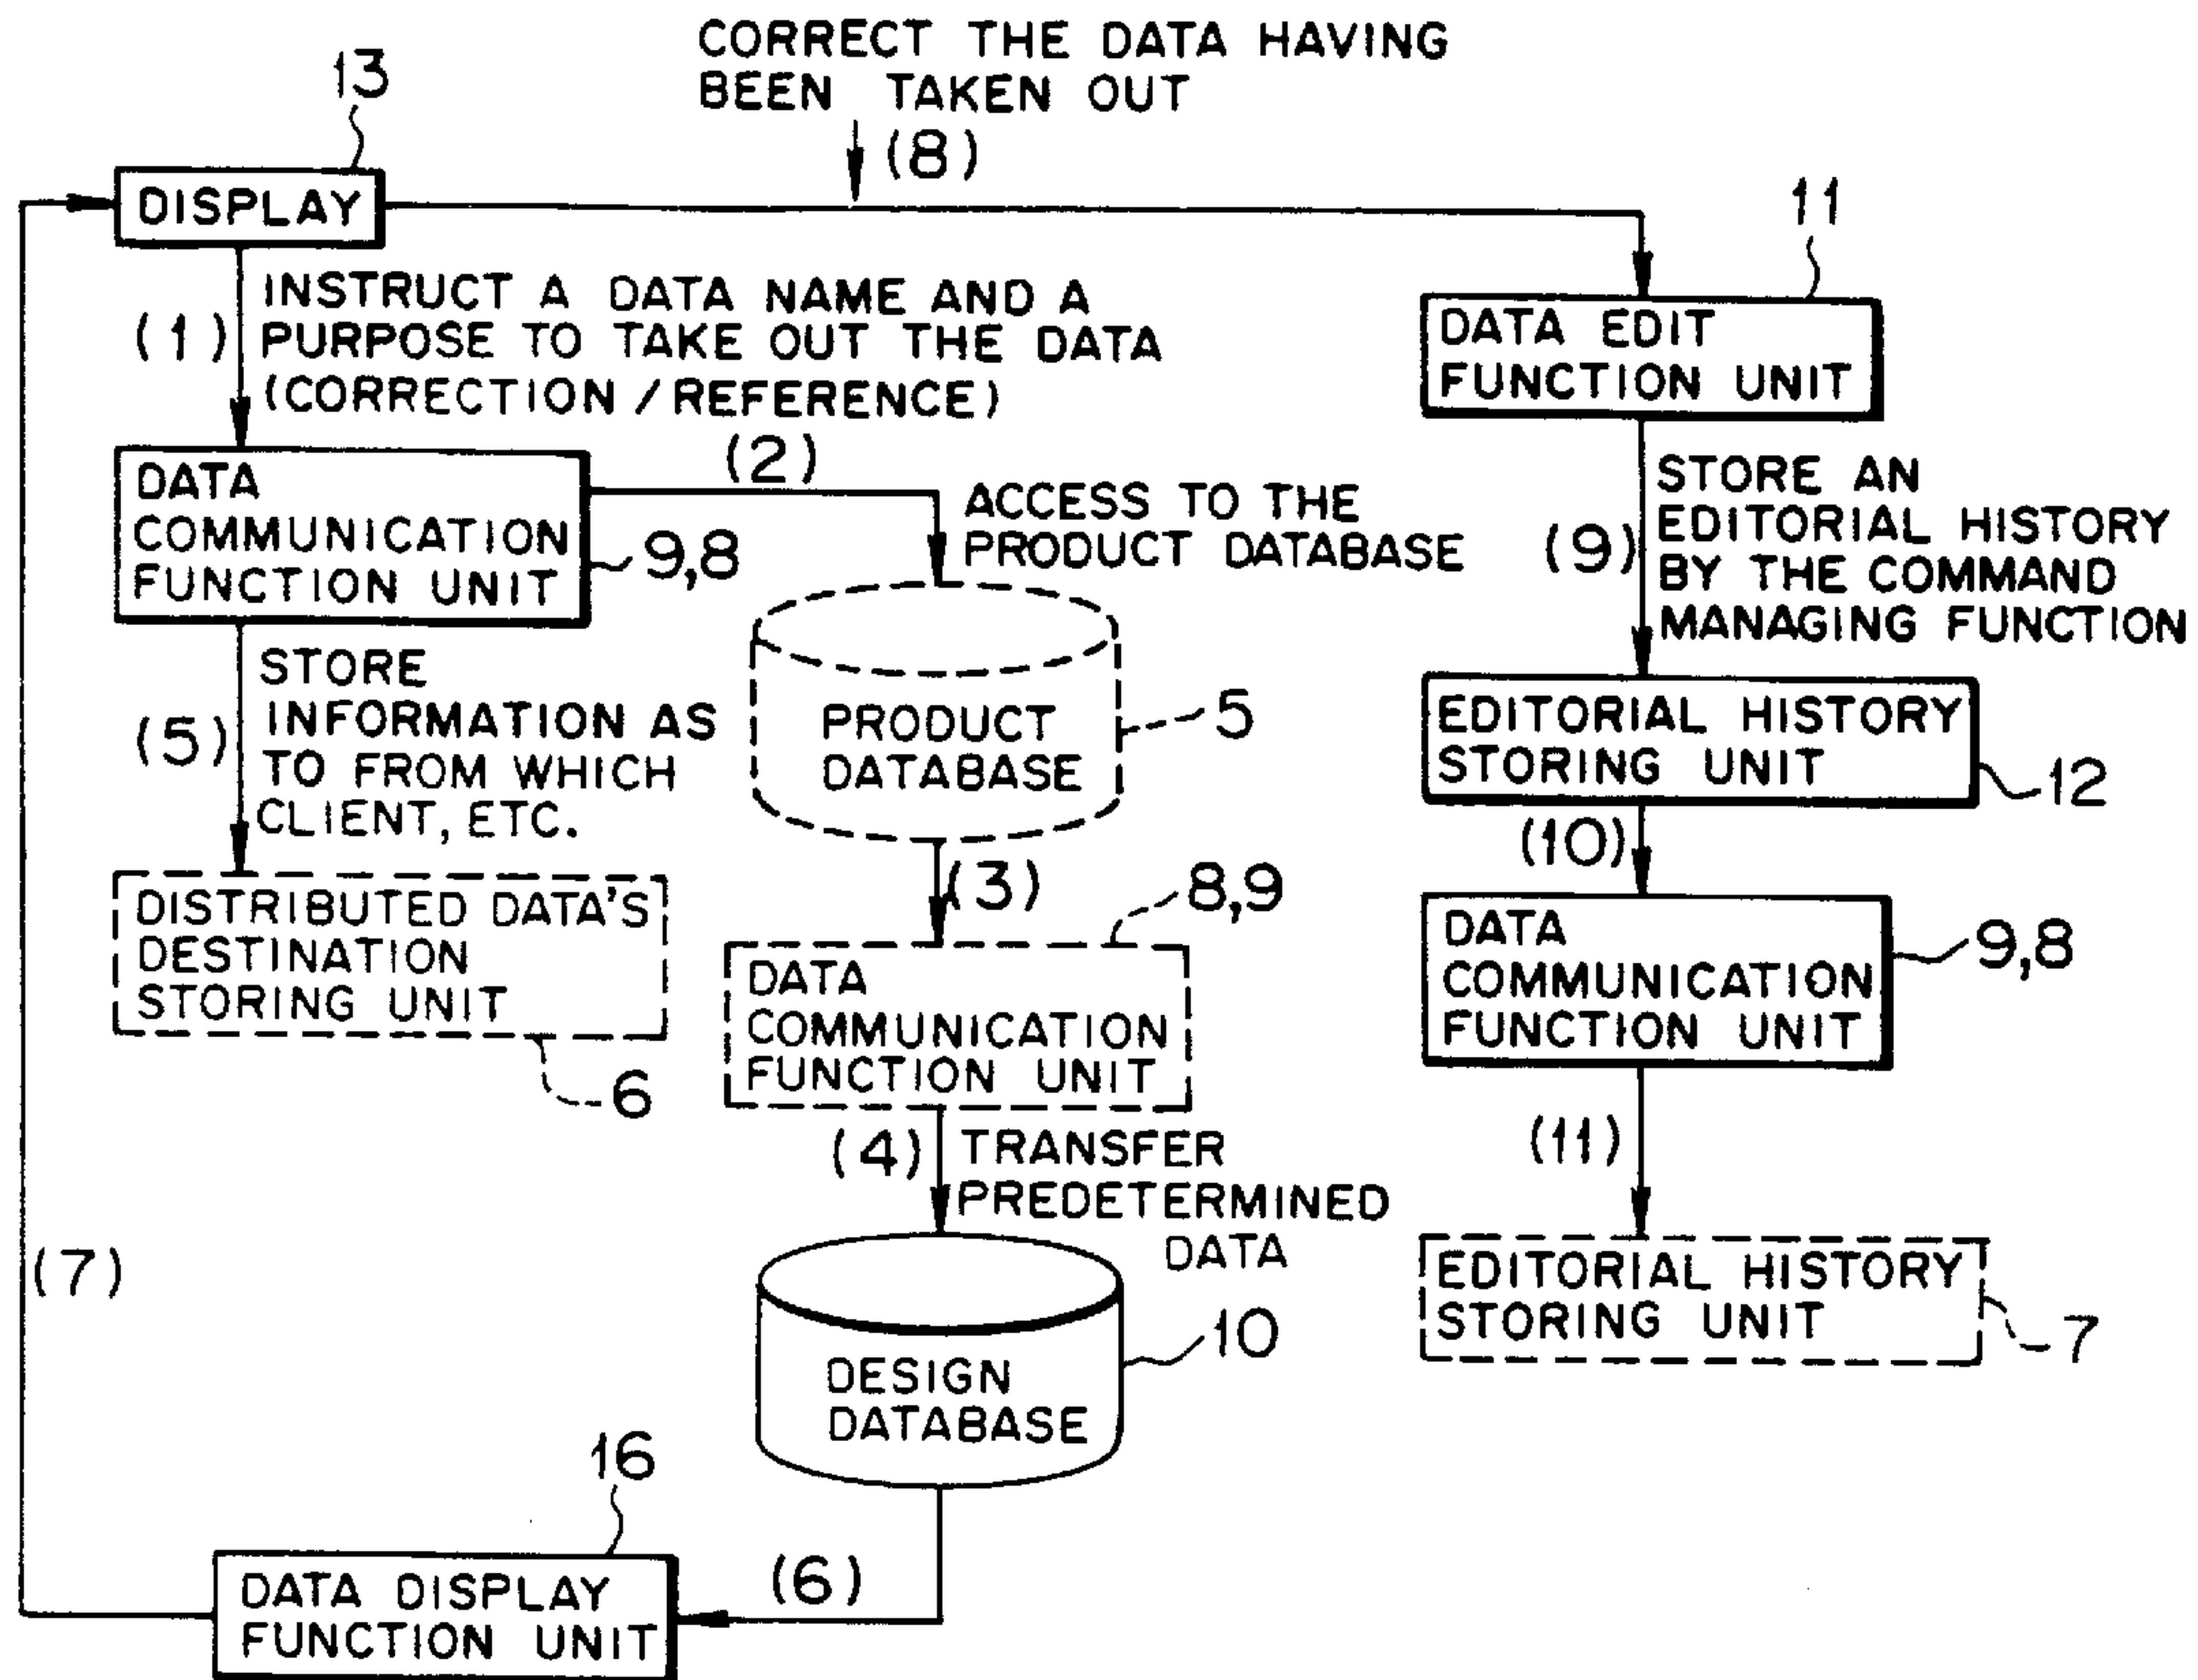 CORRECT THE DATA HAVING
BEEN TAKEN OUT
(8)
13
DISPLAY
11
(1)
INSTRUCT A DATA NAME AND A
PURPOSE TO TAKE OUT THE DATA
(CORRECTION / REFERENCE)
DATA EDIT
FUNCTION UNIT
(2)
DATA
COMMUNICATION
FUNCTION UNIT
9,8
ACCESS TO THE
PRODUCT DATABASE
(9)
STORE AN
EDITORIAL HISTORY
BY THE COMMAND
MANAGING FUNCTION
(5)
STORE
INFORMATION AS
TO FROM WHICH
CLIENT, ETC.
PRODUCT
DATABASE
5
EDITORIAL HISTORY
STORING UNIT
12
(10)
(3)
8,9
DISTRIBUTED DATA'S
DESTINATION
STORING UNIT
6
DATA
COMMUNICATION
FUNCTION UNIT
DATA
COMMUNICATION
FUNCTION UNIT
9,8
(4)
TRANSFER
PREDETERMINED
DATA
(11)
(7)
DESIGN
DATABASE
10
EDITORIAL HISTORY
STORING UNIT
7
16
DATA DISPLAY
FUNCTION UNIT
(6)